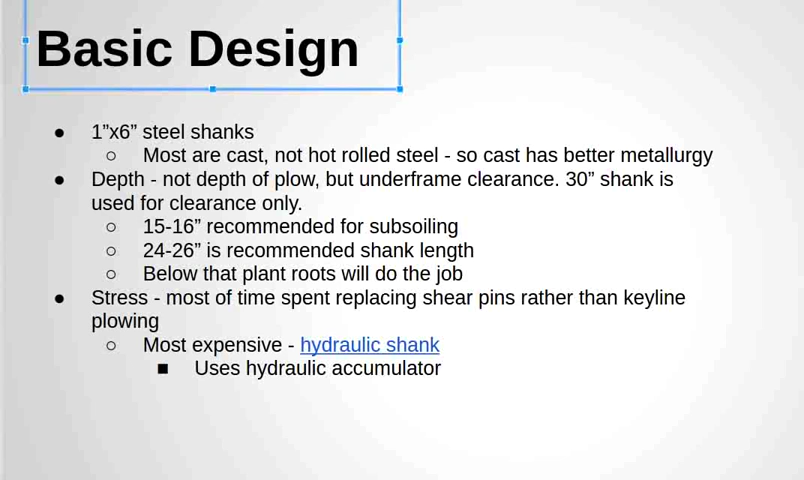 Basic Design
● 1”x6” steel shanks
○ Most are cast, not hot rolled steel - so cast has better metallurgy
● Depth - not depth of plow, but underframe clearance. 30” shank is
used for clearance only.
○ 15-16” recommended for subsoiling
○ 24-26” is recommended shank length
○ Below that plant roots will do the job
● Stress - most of time spent replacing shear pins rather than keyline
plowing
○ Most expensive - hydraulic shank
■ Uses hydraulic accumulator